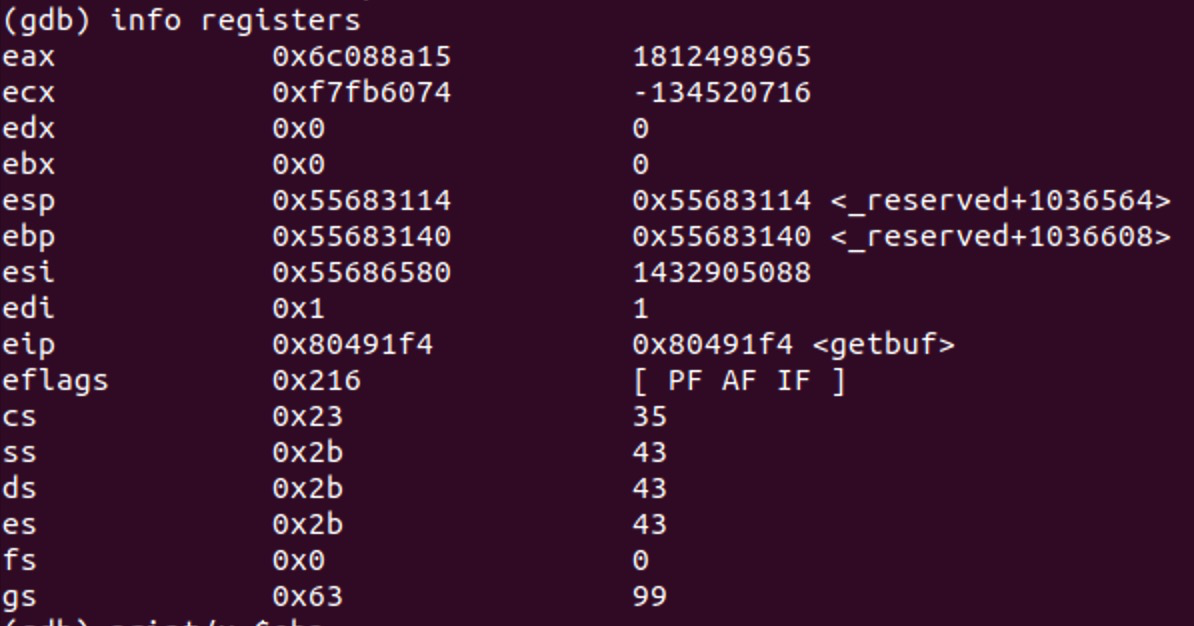 (gdb) info registers
eax 0x6c088a15 1812498965
ecx 0xf7fb6074 -134520716
edx 0x0 0
ebx 0x0 0
esp 0x55683114 0x55683114 <_reserved+1036564>
ebp 0x55683140 0x55683140 <_reserved+1036608>
esi 0x55686580 1432905088
edi 0x1 1
eip 0x80491f4 0x80491f4 <getbuf>
eflags 0x216 [ PF AF IF ]
cs 0x23 35
ss 0x2b 43
ds 0x2b 43
es 0x2b 43
fs 0x0 0
gs 0x63 99